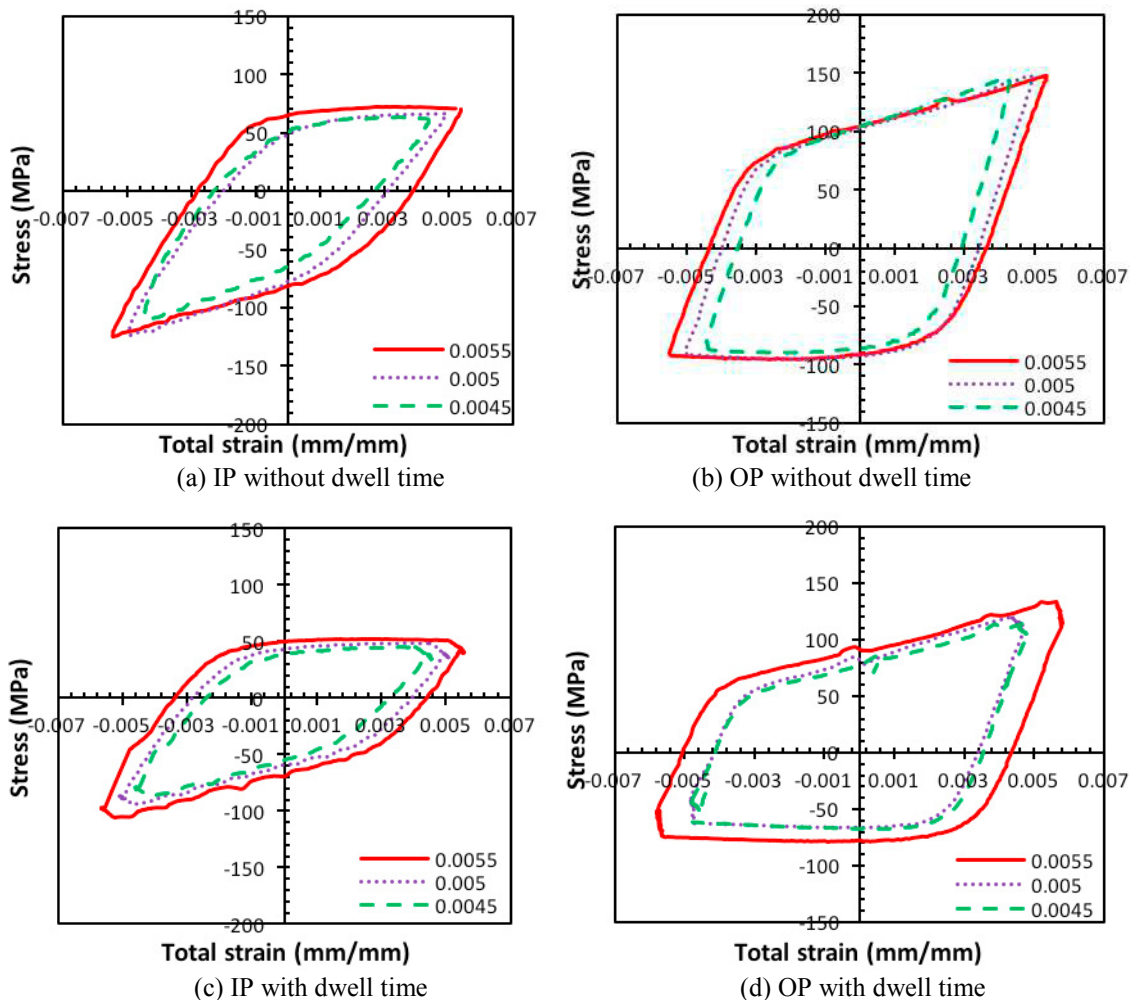 150
100
50
0
-50
-100
-150
-200
-0.007 -0.005 -0.003 -0.001 0.001 0.003 0.005 0.007
Stress (MPa)
0.0055
0.005
0.0045
Total strain (mm/mm)
(a) IP without dwell time
200
150
100
50
0
-50
-100
-150
-0.007 -0.005 -0.003 -0.001 0.001 0.003 0.005 0.007
Stress (MPa)
0.0055
0.005
0.0045
Total strain (mm/mm)
(b) OP without dwell time
150
100
50
0
-50
-100
-150
-200
-0.007 -0.005 -0.003 -0.001 0.001 0.003 0.005 0.007
Stress (MPa)
0.0055
0.005
0.0045
Total strain (mm/mm)
(c) IP with dwell time
200
150
100
50
0
-50
-100
-150
-0.007 -0.005 -0.003 -0.001 0.001 0.003 0.005 0.007
Stress (MPa)
0.0055
0.005
0.0045
Total strain (mm/mm)
(d) OP with dwell time